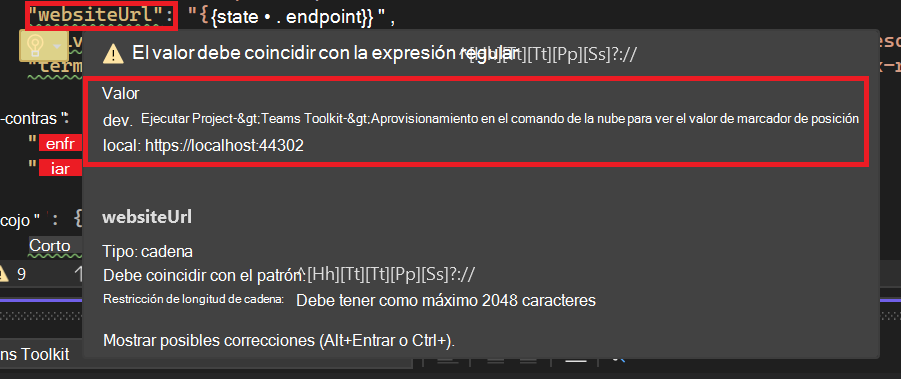 "websiteUrl": "{{state • . endpoint}} " ,
El valor debe coincidir con la expresión regular ^[Hh][Tt][Tt][Pp][Ss]?://
"term
Valor
dev. Ejecutar Project-&gt;Teams Toolkit-&gt;Aprovisionamiento en el comando de la nube para ver el valor de marcador de posición
-contras ":
" enfr
local: https://localhost:44302
" iar
websiteUrl
cojo " : {
Corto
Tipo: cadena
9
Debe coincidir con el patrón: ^[Hh][Tt][Tt][Pp][Ss]?://
Restricción de longitud de cadena: Debe tener como máximo 2048 caracteres
Mostrar posibles correcciones (Alt+Entrar o Ctrl+).
ns Toolkit